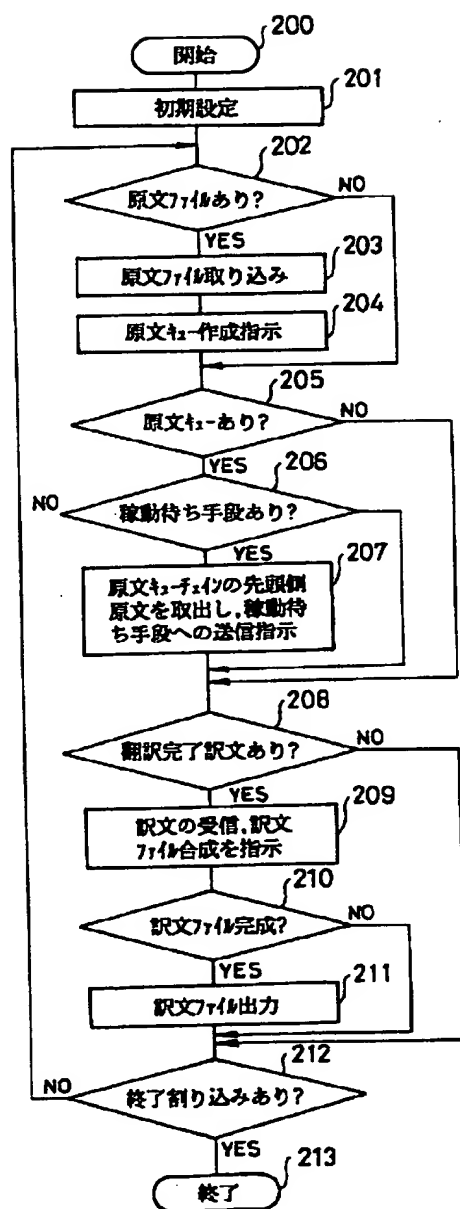 200
開始
201
初期設定
202
原文ファイルあり?
NO
YES
203
原文ファイル取り込み
204
原文キュー作成指示
205
原文キューあり?
NO
YES
206
NO
稼動待ち手段あり?
YES
207
原文キューチェインの先頭側
原文を取出し,稼動待
ち手段への送信指示
208
翻訳完了訳文あり?
NO
YES
209
訳文の受信,訳文
ファイル合成を指示
210
訳文ファイル完成?
NO
YES
211
訳文ファイル出力
212
NO
終了割り込みあり?
YES
213
終了